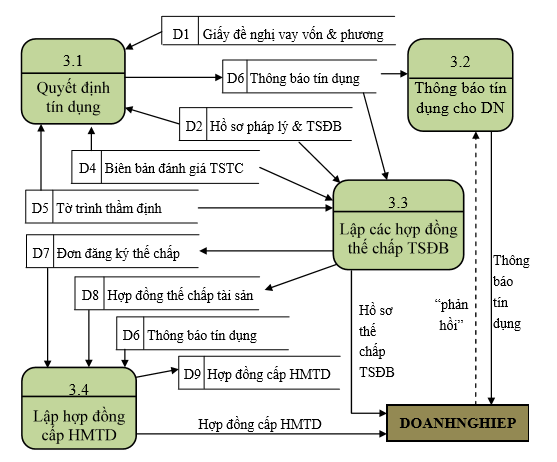 D1 Giấy đề nghị vay vốn & phương
3.1
Quyết định
tín dụng
3.2
Thông báo tín
dụng cho DN
D6 Thông báo tín dụng
D2 Hồ sơ pháp lý & TSĐB
D4 Biên bản đánh giá TSTC
D5 Tờ trình thầm định
3.3
Lập các hợp đồng
thế chấp TSĐB
D7 Đơn đăng ký thế chấp
D8 Hợp đồng thế chấp tài sản
D6 Thông báo tín dụng
D9 Hợp đồng cấp HMTD
3.4
Lập hợp đồng
cấp HMTD
Hợp đồng cấp HMTD
Hồ sơ
thế
chấp
TSĐB
“phản
hồi”
Thông
báo
tín
dụng
DOANHNGHIEP